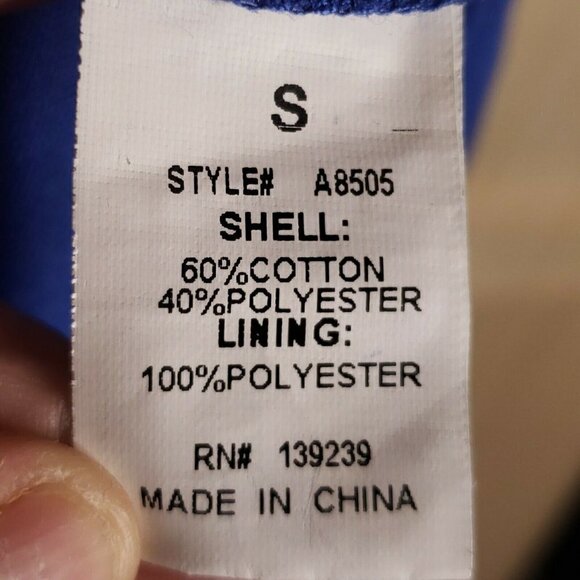 S
STYLE# A8505
SHELL:
60%COTTON
40%POLYESTER
LINING:
100%POLYESTER
RN# 139239
MADE IN CHINA